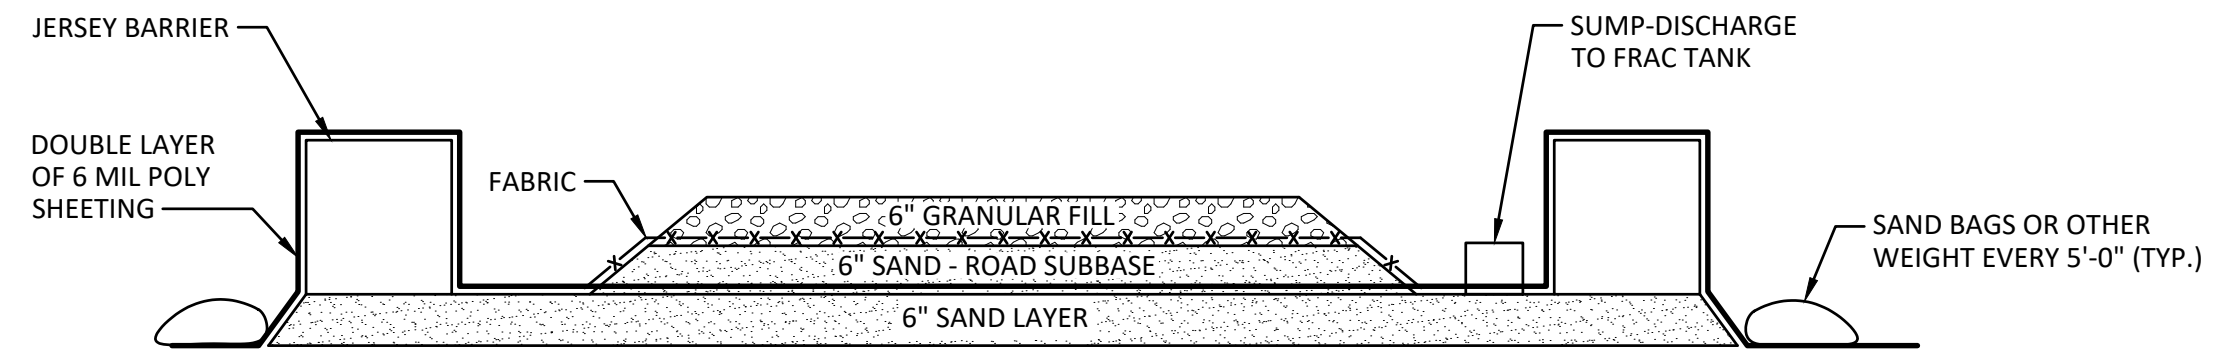 JERSEY BARRIER
SUMP-DISCHARGE
TO FRAC TANK
DOUBLE LAYER
OF 6 MIL POLY
SHEETING
FABRIC
6" GRANULAR FILL
SAND BAGS OR OTHER
WEIGHT EVERY 5'-0" (TYP.)
6" SAND - ROAD SUBBASE
6" SAND LAYER